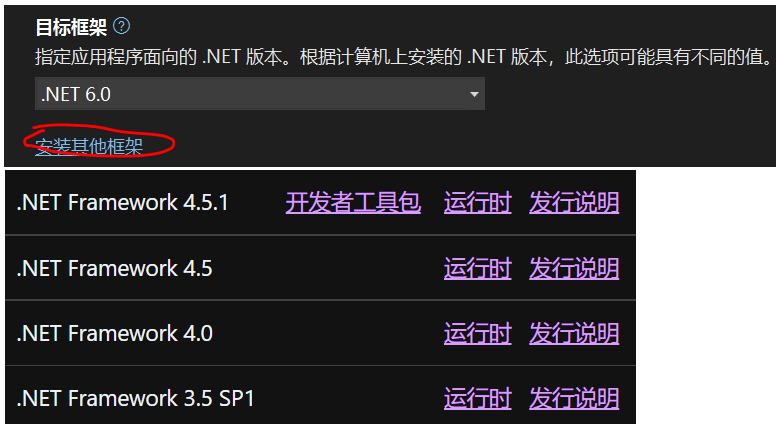 目标框架
指定应用程序面向的 .NET 版本。根据计算机上安装的 .NET 版本，此选项可能具有不同的值。
.NET 6.0
安装其他框架
.NET Framework 4.5.1 开发者工具包 运行时 发行说明
.NET Framework 4.5 运行时 发行说明
.NET Framework 4.0 运行时 发行说明
.NET Framework 3.5 SP1 运行时 发行说明